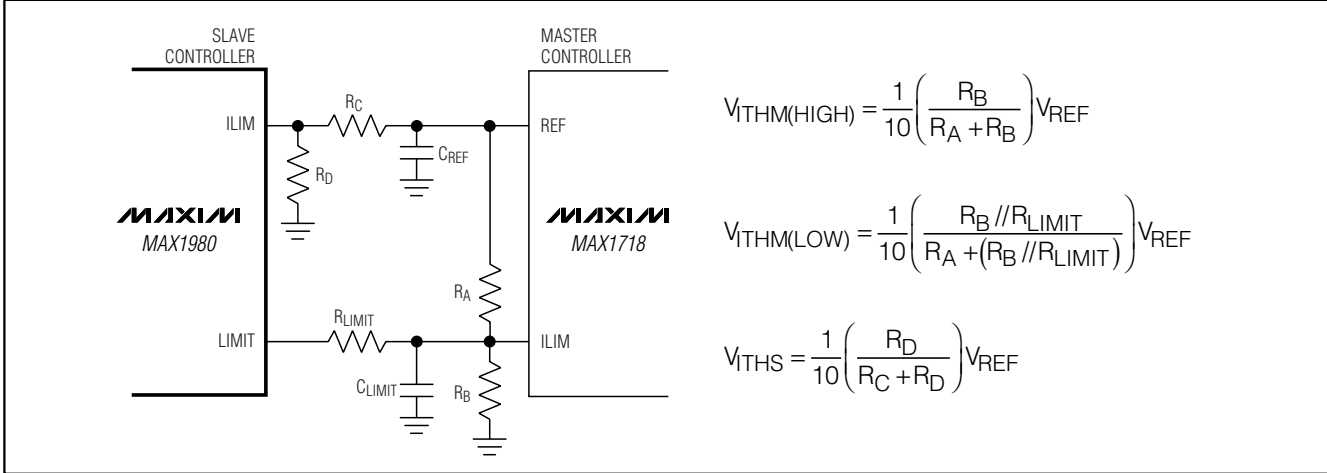 SLAVE
CONTROLLER
MASTER
CONTROLLER
ILIM
R_C
REF
C_REF
R_D
MAXIM
MAX1980
MAXIM
MAX1718
R_A
LIMIT
R_LIMIT
ILIM
C_LIMIT
R_B
V_ITHM(HIGH) = 1/10 (R_B / (R_A + R_B)) V_REF
V_ITHM(LOW) = 1/10 (R_B//R_LIMIT / (R_A + (R_B//R_LIMIT))) V_REF
V_ITHS = 1/10 (R_D / (R_C + R_D)) V_REF